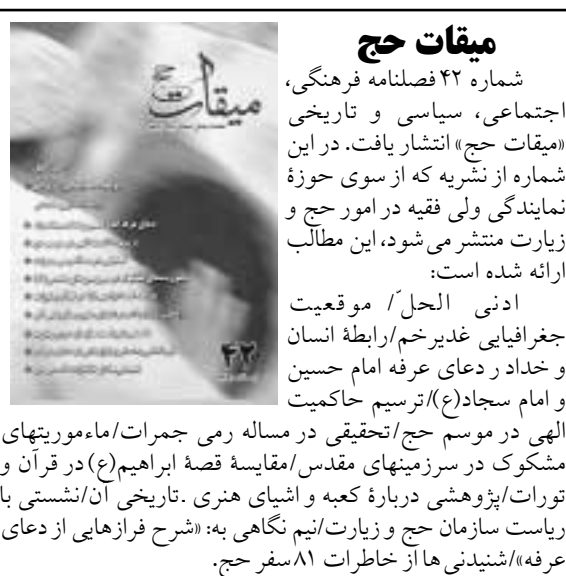 میقات حج
شماره ۴۲ فصلنامه فرهنگی،
اجتماعی، سیاسی و تاریخی
«میقات حج» انتشار یافت. در این
شماره از نشریه که از سوی حوزهٔ
نمایندگی ولی فقیه در امور حج و
زیارت منتشر می‌شود، این مطالب
ارائه شده است:
ادنی الحلّ/ موقعیت
جغرافیایی غدیرخم/رابطهٔ انسان
و خداد ر دعای عرفه امام حسین
و امام سجاد(ع)/ترسیم حاکمیت
الهی در موسم حج/تحقیقی در مساله رمی جمرات/ماءموریتهای
مشکوک در سرزمینهای مقدس/مقایسهٔ قصهٔ ابراهیم(ع) در قرآن و
تورات/پژوهشی دربارهٔ کعبه و اشیای هنری .تاریخی آن/نشستی با
ریاست سازمان حج و زیارت/نیم نگاهی به: «شرح فرازهایی از دعای
عرفه»/شنیدنی ها از خاطرات ۸۱ سفر حج.
میقات حج
۴۲